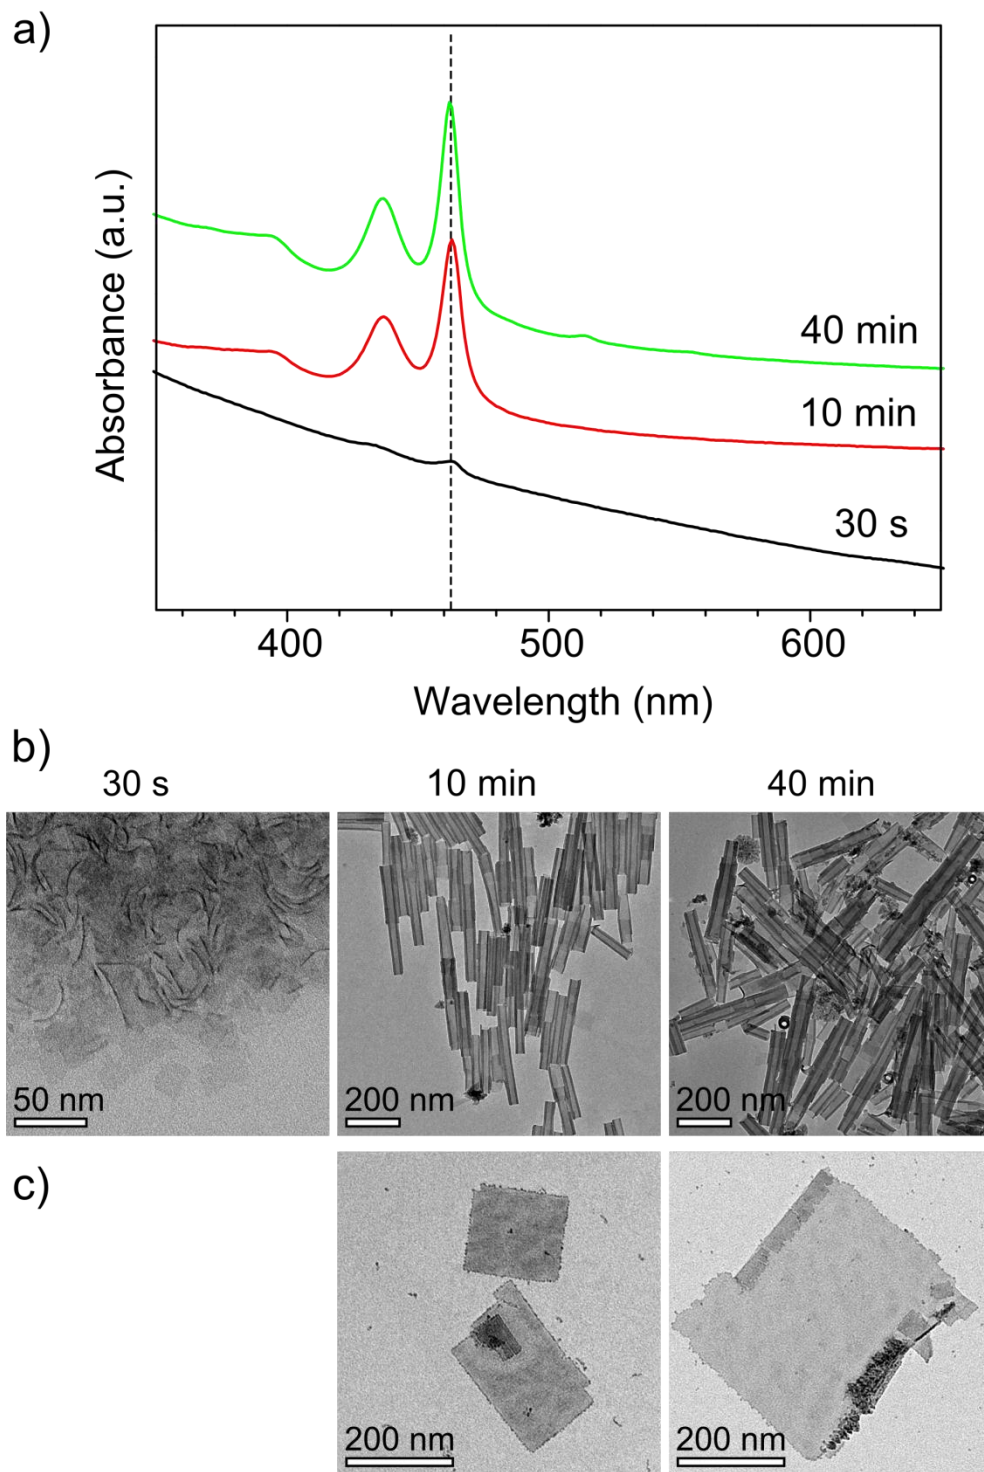 a)
Absorbance (a.u.)
40 min
10 min
30 s
400 500 600
Wavelength (nm)
b)
30 s 10 min 40 min
50 nm 200 nm 200 nm
c)
200 nm 200 nm